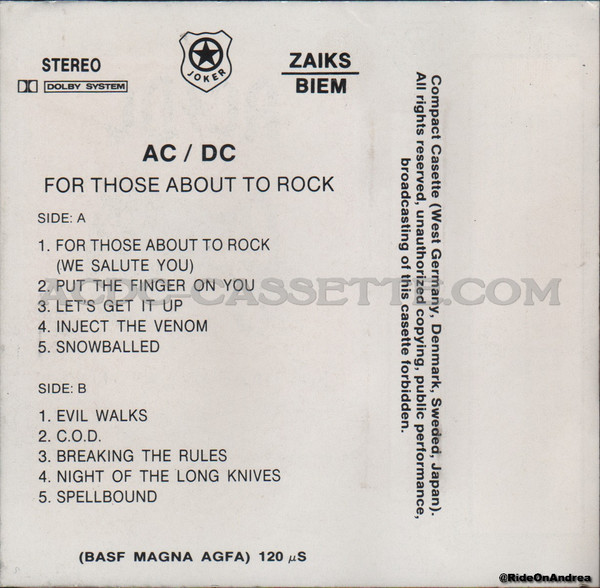 STEREO
DOLBY SYSTEM
JOKER
ZAIKS
BIEM
AC / DC
FOR THOSE ABOUT TO ROCK
SIDE: A
1. FOR THOSE ABOUT TO ROCK
(WE SALUTE YOU)
2. PUT THE FINGER ON YOU
3. LET'S GET IT UP
4. INJECT THE VENOM
5. SNOWBALLED
SIDE: B
1. EVIL WALKS
2. C.O.D.
3. BREAKING THE RULES
4. NIGHT OF THE LONG KNIVES
5. SPELLBOUND
(BASF MAGNA AGFA) 120 µS
Compact Casette (West Germany, Denmark, Sweded, Japan).
All rights reserved, unauthorized copying, public performance,
broadcasting of this casette forbidden.
ACDC-CASSETTE.COM
@RideOnAndrea